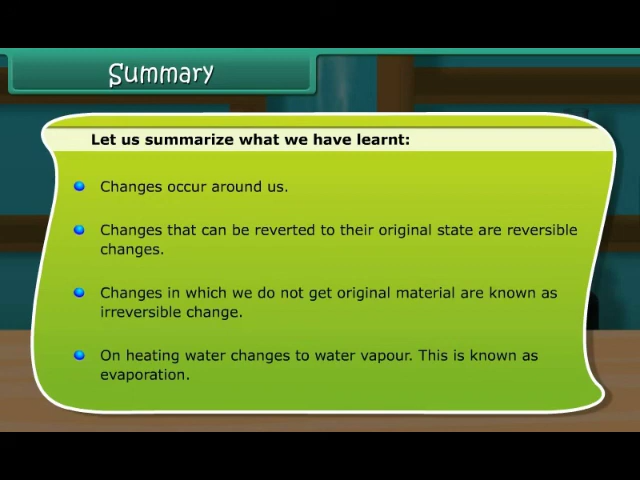 Summary
Let us summarize what we have learnt:
Changes occur around us.
Changes that can be reverted to their original state are reversible
changes.
Changes in which we do not get original material are known as
irreversible change.
On heating water changes to water vapour. This is known as
evaporation.